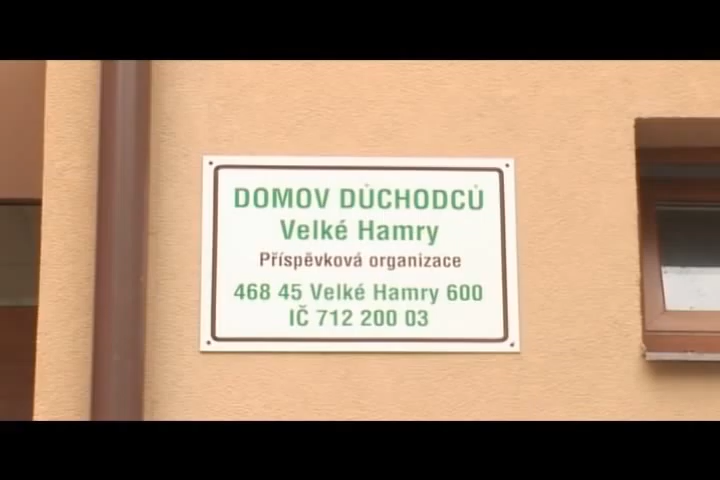 DOMOV DŮCHODCŮ
Velké Hamry
Příspěvková organizace
468 45 Velké Hamry 600
IČ 712 200 03